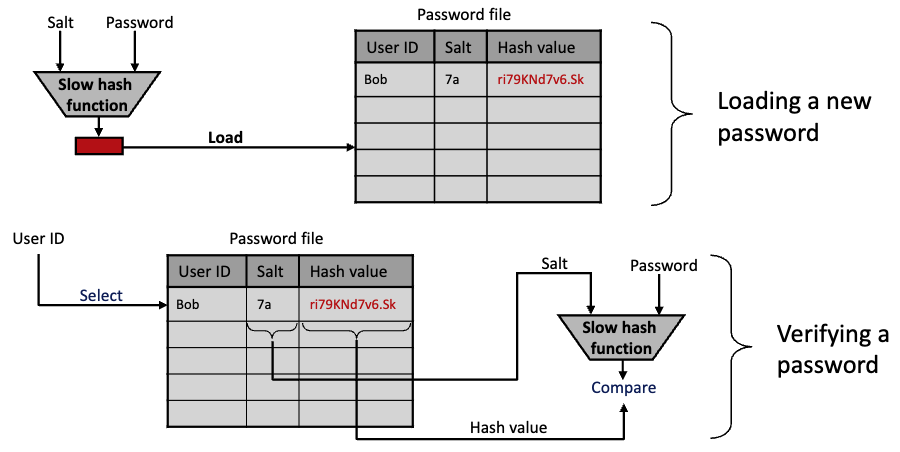 Password file
Salt Password
User ID Salt Hash value
Slow hash
function
Bob 7a ri79KNd7v6.Sk
Load
Loading a new
password
User ID
Password file
Select
User ID Salt Hash value
Bob 7a ri79KNd7v6.Sk
Salt
Password
Slow hash
function
Compare
Hash value
Verifying a
password